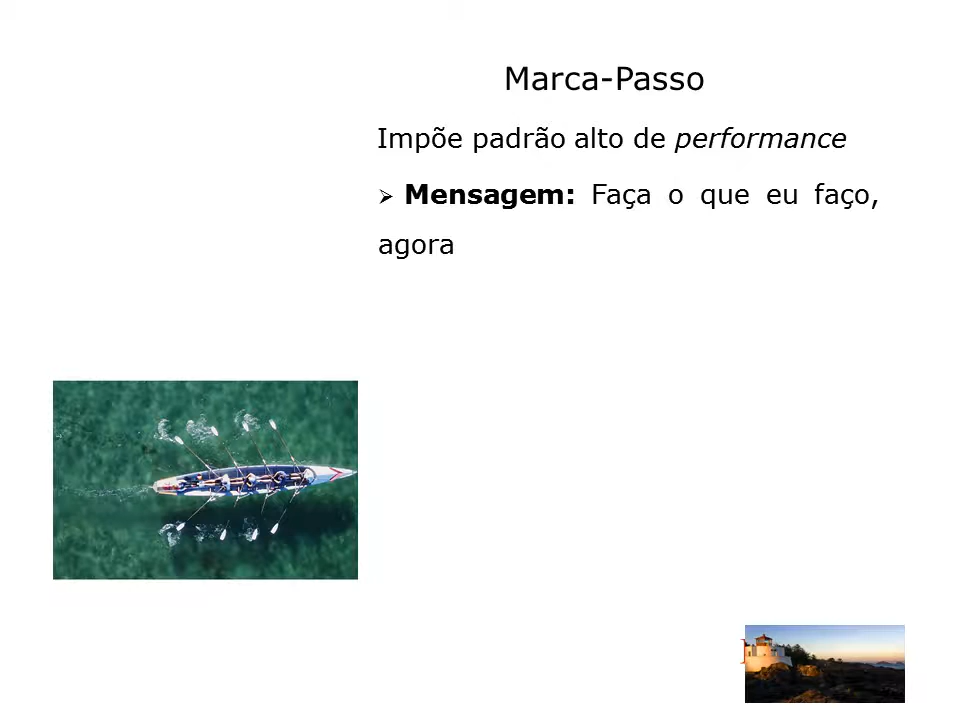 Marca-Passo
Impõe padrão alto de performance
➢ Mensagem: Faça o que eu faço,
agora